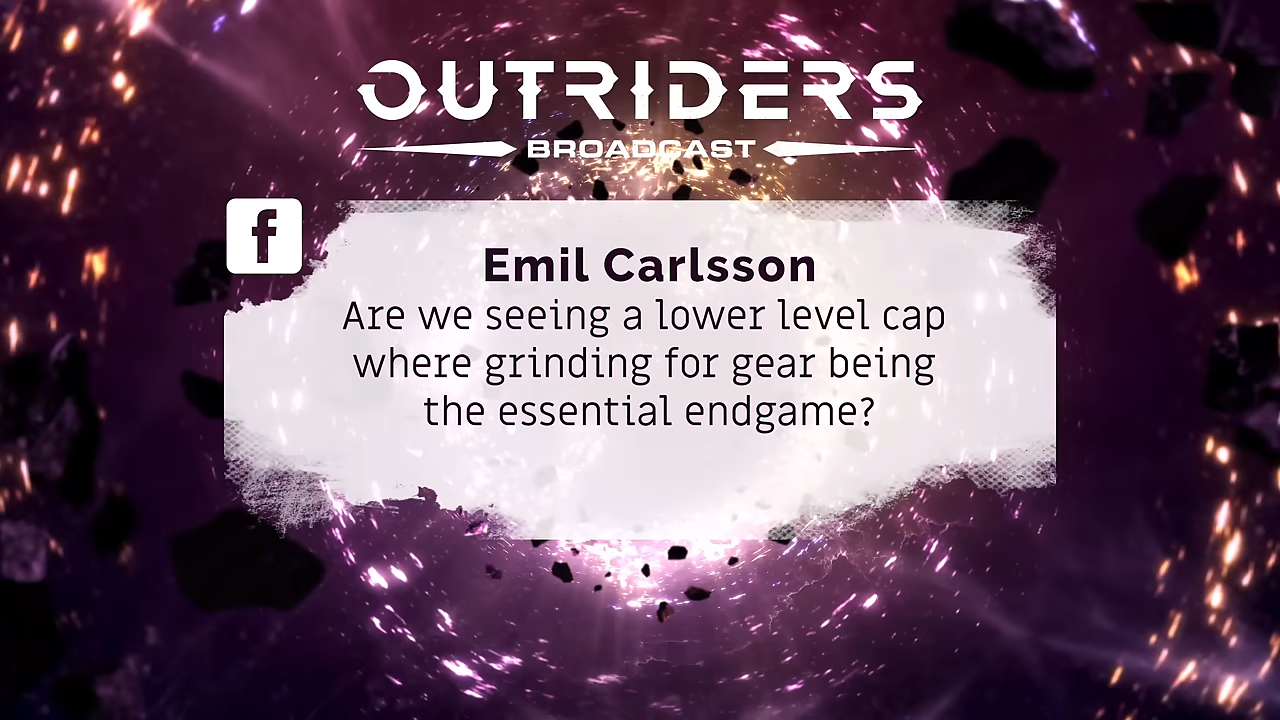 OUTRIDERS
BROADCAST
f
Emil Carlsson
Are we seeing a lower level cap
where grinding for gear being
the essential endgame?